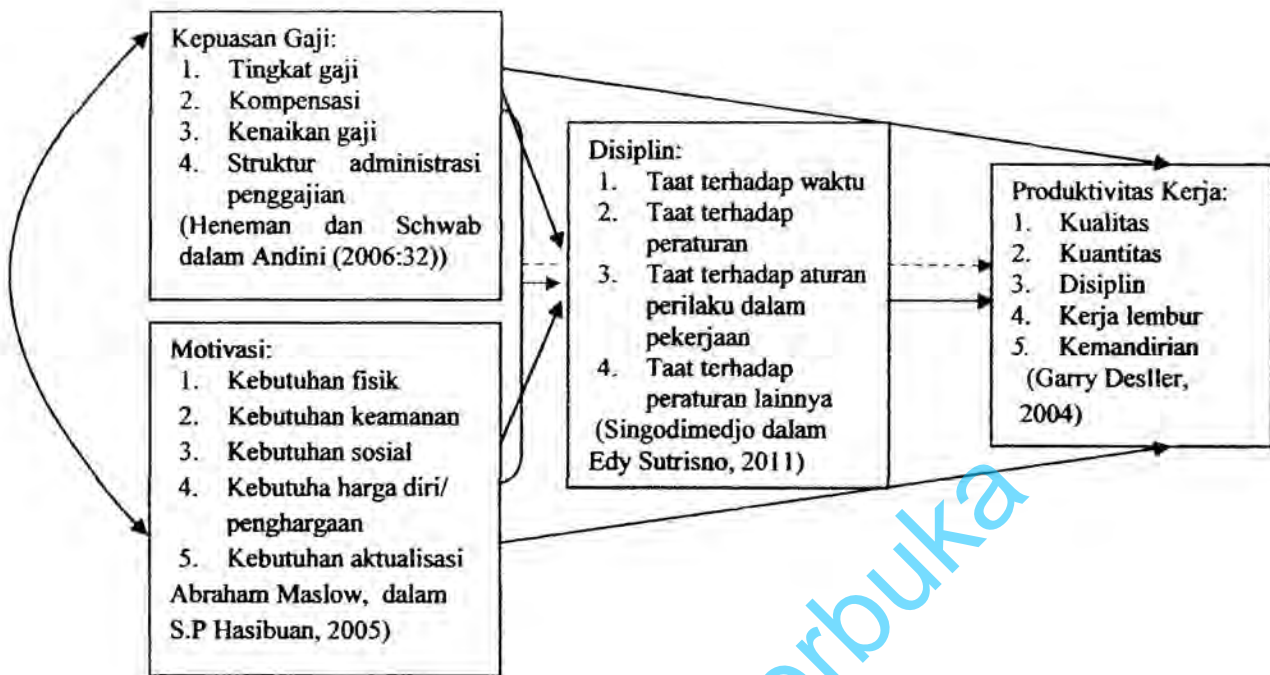 Kepuasan Gaji:
1. Tingkat gaji
2. Kompensasi
3. Kenaikan gaji
4. Struktur administrasi
penggajian
(Heneman dan Schwab
dalam Andini (2006:32))
Motivasi:
1. Kebutuhan fisik
2. Kebutuhan keamanan
3. Kebutuhan sosial
4. Kebutuha harga diri/
penghargaan
5. Kebutuhan aktualisasi
Abraham Maslow, dalam
S.P Hasibuan, 2005)
Disiplin:
1. Taat terhadap waktu
2. Taat terhadap
peraturan
3. Taat terhadap aturan
perilaku dalam
pekerjaan
4. Taat terhadap
peraturan lainnya
(Singodimedjo dalam
Edy Sutrisno, 2011)
Produktivitas Kerja:
1. Kualitas
2. Kuantitas
3. Disiplin
4. Kerja lembur
5. Kemandirian
(Garry Desller,
2004)
erbuka